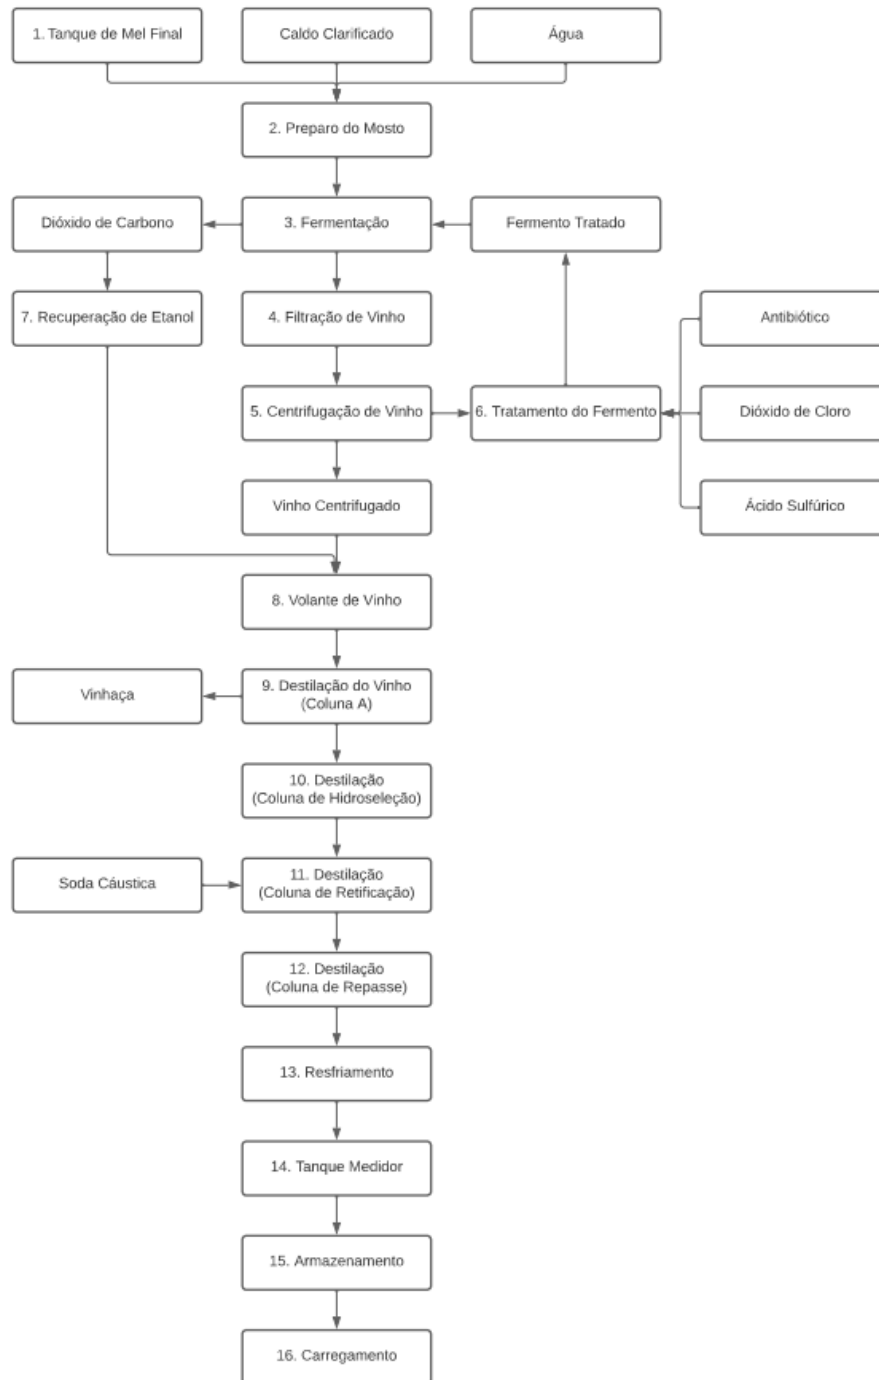 1. Tanque de Mel Final
Caldo Clarificado
Água
2. Preparo do Mosto
Dióxido de Carbono
3. Fermentação
Fermento Tratado
7. Recuperação de Etanol
4. Filtração de Vinho
Antibiótico
5. Centrifugação de Vinho
6. Tratamento do Fermento
Dióxido de Cloro
Vinho Centrifugado
Ácido Sulfúrico
8. Volante de Vinho
Vinhaça
9. Destilação do Vinho
(Coluna A)
10. Destilação
(Coluna de Hidroseleção)
Soda Cáustica
11. Destilação
(Coluna de Retificação)
12. Destilação
(Coluna de Repasse)
13. Resfriamento
14. Tanque Medidor
15. Armazenamento
16. Carregamento